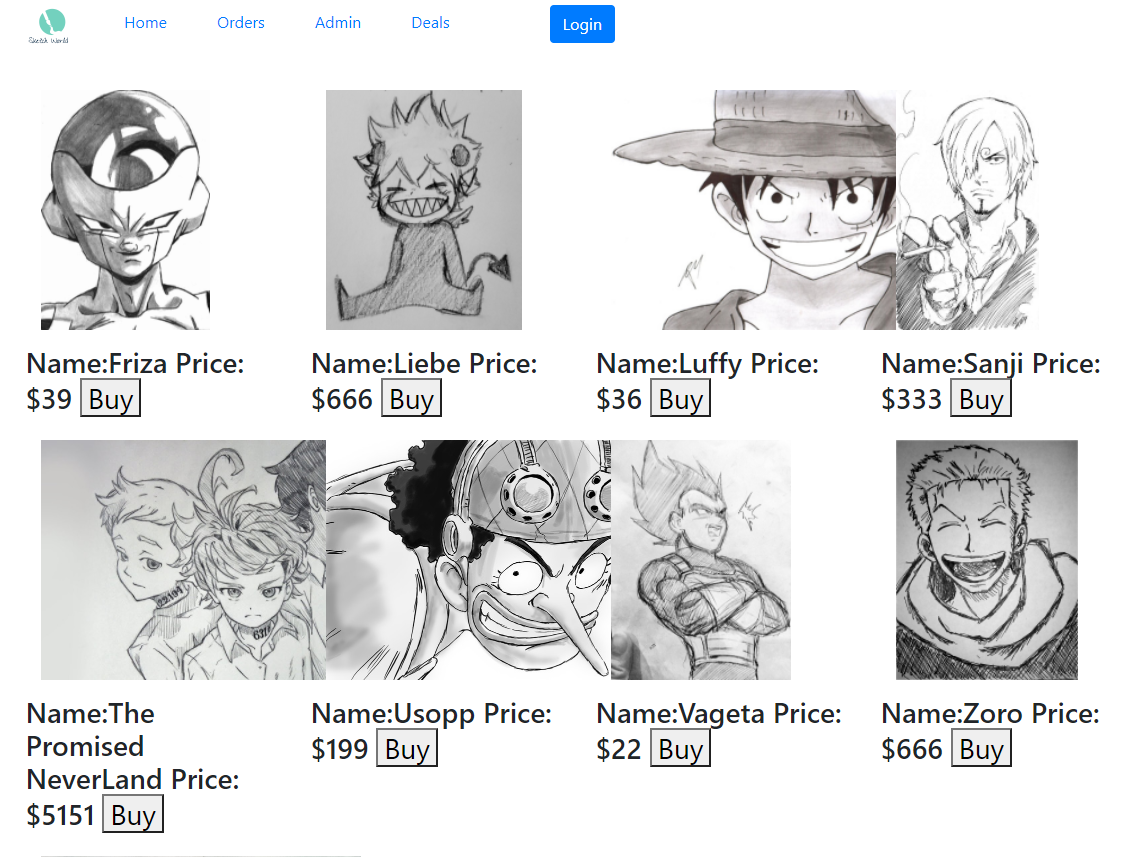 Home Orders Admin Deals Login
Sketch World
Name:Friza Price:
$39 Buy
Name:Liebe Price:
$666 Buy
Name:Luffy Price:
$36 Buy
Name:Sanji Price:
$333 Buy
22194
Name:The
Promised
NeverLand Price:
$5151 Buy
Name:Usopp Price:
$199 Buy
Name:Vageta Price:
$22 Buy
Name:Zoro Price:
$666 Buy